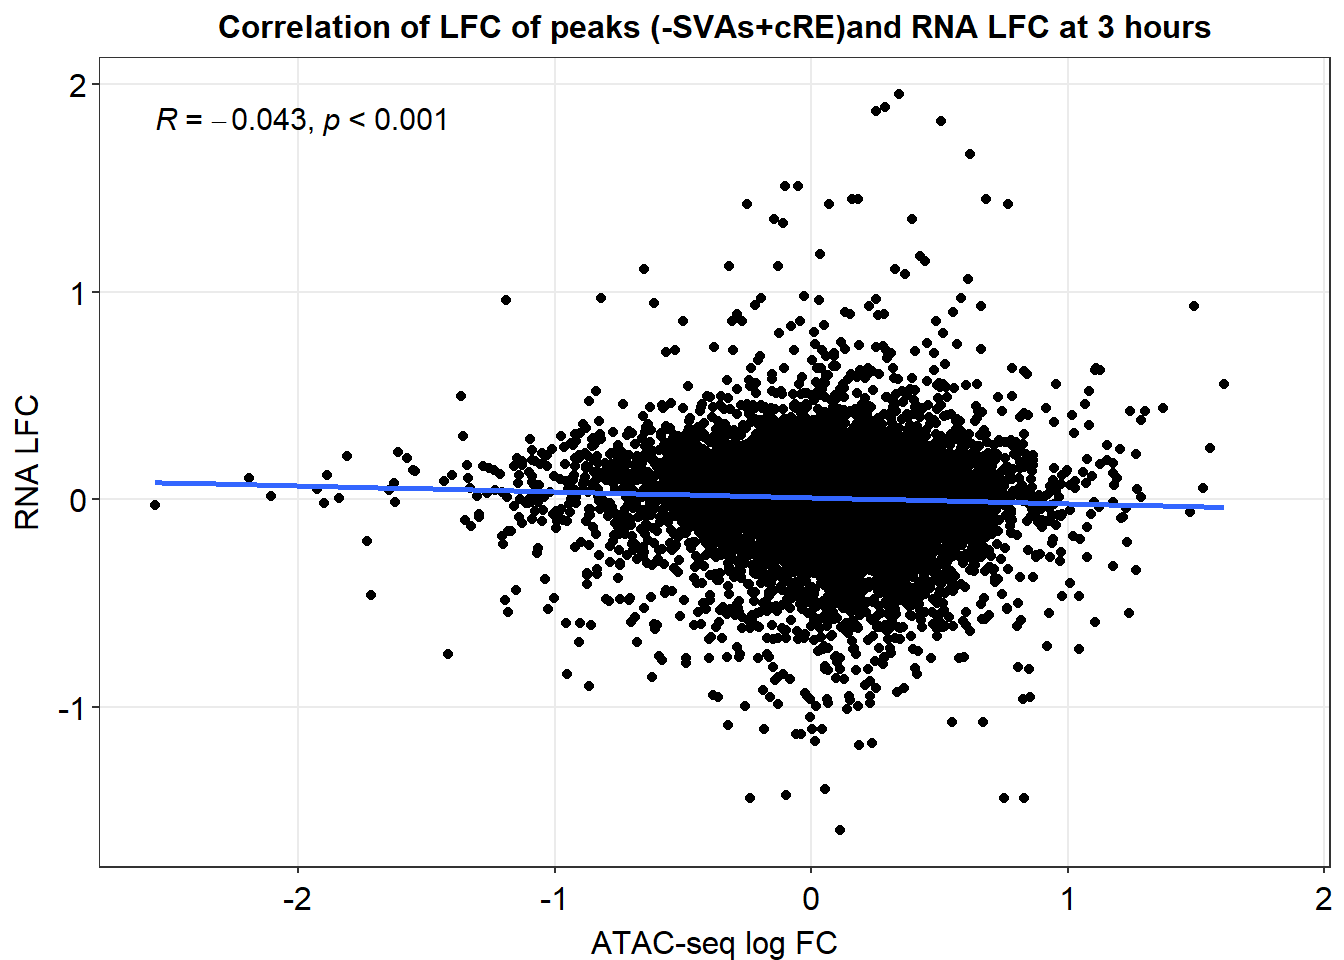 Correlation of LFC of peaks (-SVAs+cRE)and RNA LFC at 3 hours
R = −0.043, p < 0.001
2
1
0
-1
RNA LFC
-2
-1
0
1
2
ATAC-seq log FC